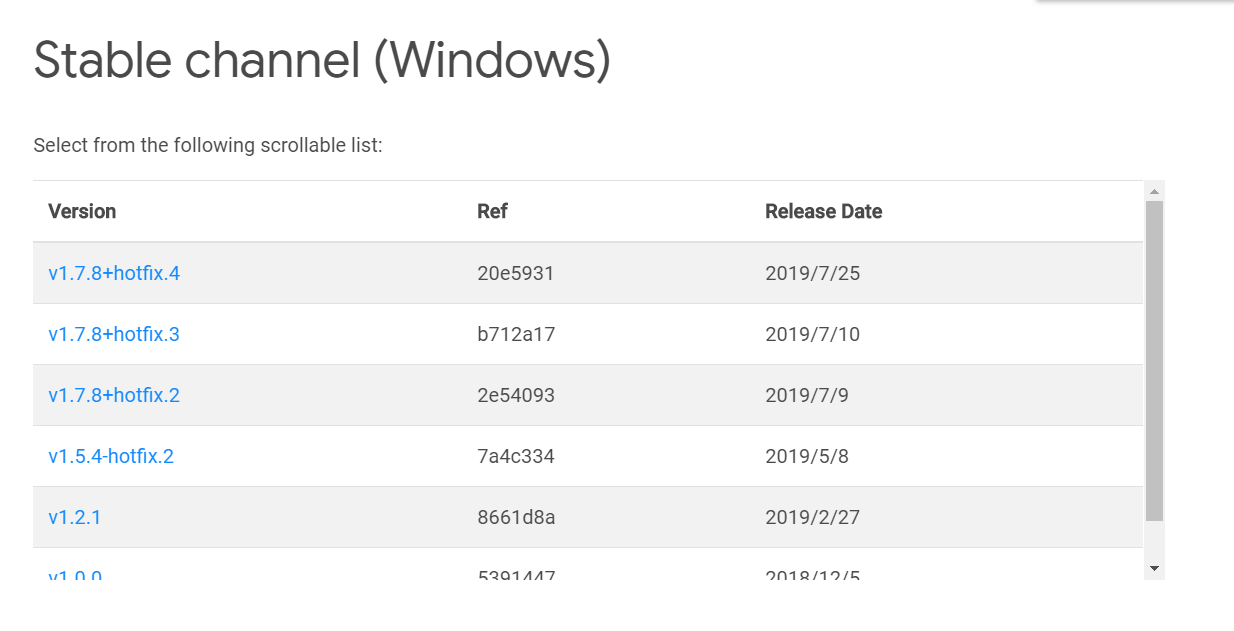 Stable channel (Windows)
Select from the following scrollable list:
Version Ref Release Date
v1.7.8+hotfix.4 20e5931 2019/7/25
v1.7.8+hotfix.3 b712a17 2019/7/10
v1.7.8+hotfix.2 2e54093 2019/7/9
v1.5.4-hotfix.2 7a4c334 2019/5/8
v1.2.1 8661d8a 2019/2/27
v1.0.0 5391447 2018/12/5